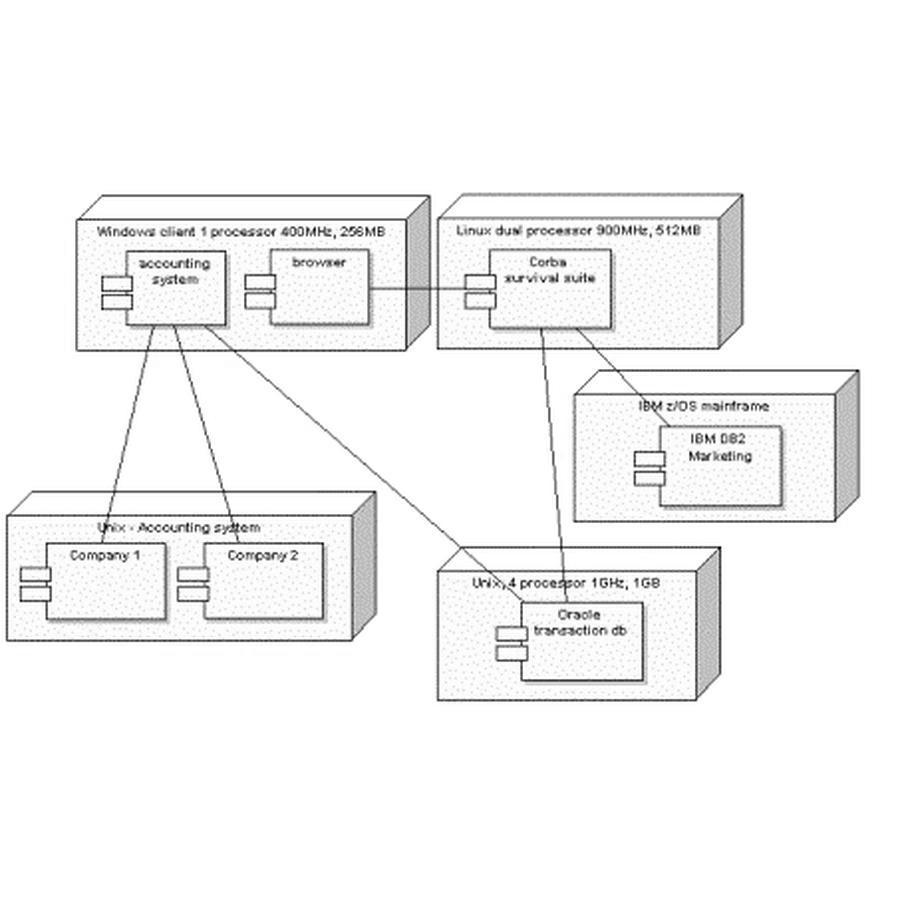 Windows client 1 processor 400MHz, 256MB
accounting
system
browser
Linux dual processor 900MHz, 512MB
Corba
survival suite
IBM z/OS mainframe
IBM DB2
Marketing
Unix - Accounting system
Company 1
Company 2
Unix, 4 processor 1GHz, 1GB
Oracle
transaction db